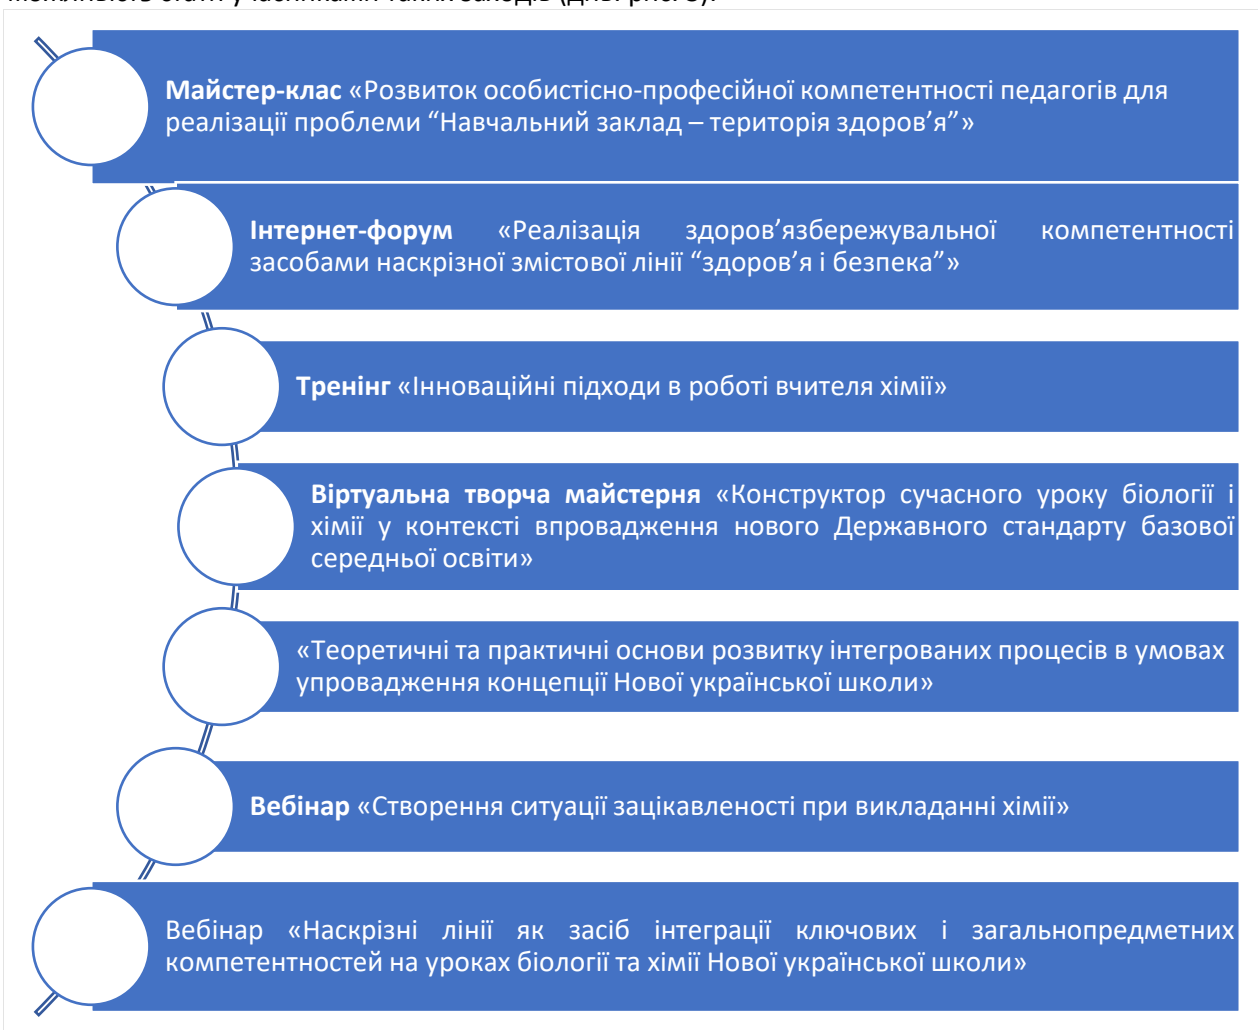 Майстер-клас «Розвиток особистісно-професійної компетентності педагогів для
реалізації проблеми “Навчальний заклад – територія здоров’я”»
Інтернет-форум «Реалізація здоров’язбережувальної компетентності
засобами наскрізної змістової лінії “здоров’я і безпека”»
Тренінг «Інноваційні підходи в роботі вчителя хімії»
Віртуальна творча майстерня «Конструктор сучасного уроку біології і
хімії у контексті впровадження нового Державного стандарту базової
середньої освіти»
«Теоретичні та практичні основи розвитку інтегрованих процесів в умовах
упровадження концепції Нової української школи»
Вебінар «Створення ситуації зацікавленості при викладанні хімії»
Вебінар «Наскрізні лінії як засіб інтеграції ключових і загальнопредметних
компетентностей на уроках біології та хімії Нової української школи»